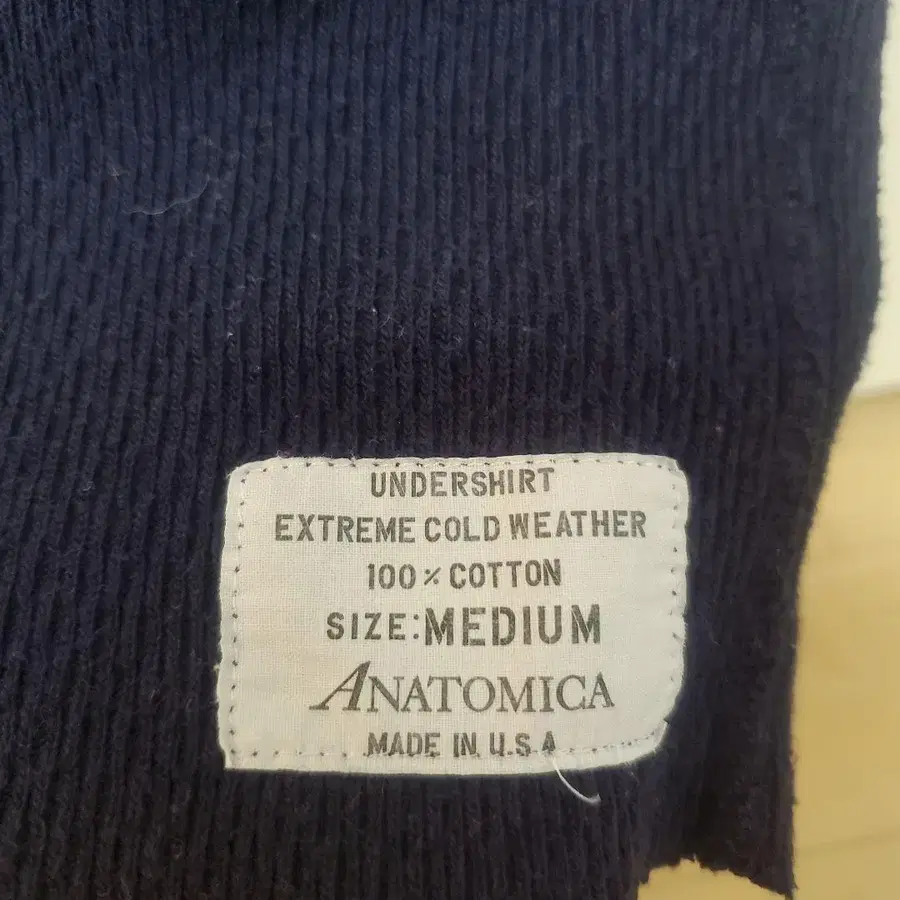 UNDERSHIRT
EXTREME COLD WEATHER
100% COTTON
SIZE: MEDIUM
ANATOMICA
MADE IN U.S.A